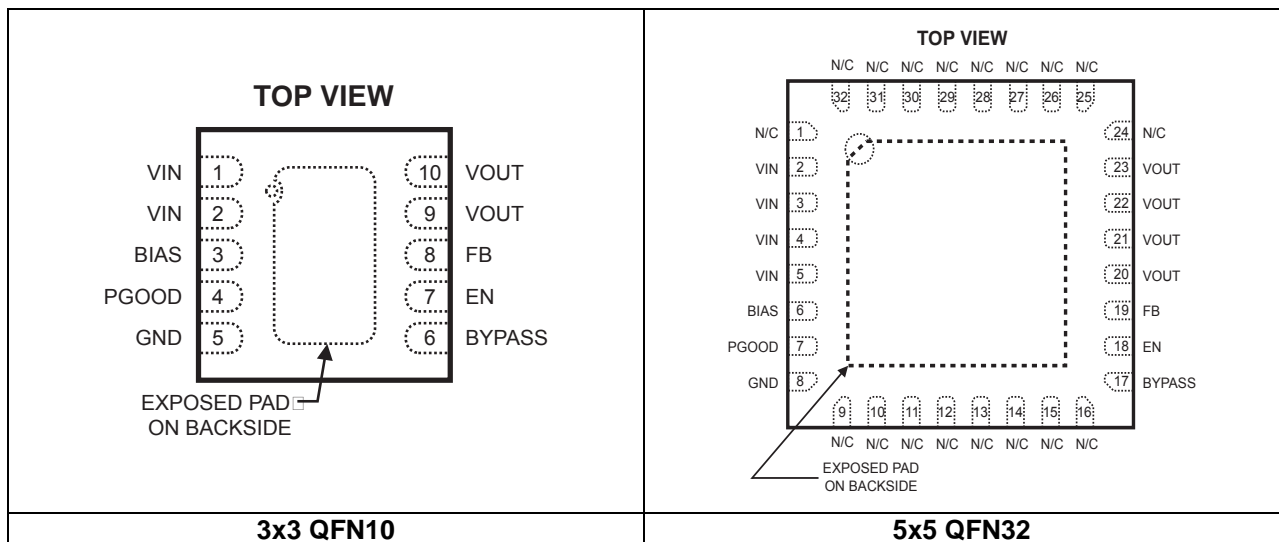 TOP VIEW
VIN 1
VIN 2
BIAS 3
PGOOD 4
GND 5
10 VOUT
9 VOUT
8 FB
7 EN
6 BYPASS
EXPOSED PAD
ON BACKSIDE
3x3 QFN10
TOP VIEW
N/C N/C N/C N/C N/C N/C N/C N/C
32 31 30 29 28 27 26 25
N/C 1
VIN 2
VIN 3
VIN 4
VIN 5
BIAS 6
PGOOD 7
GND 8
24 N/C
23 VOUT
22 VOUT
21 VOUT
20 VOUT
19 FB
18 EN
17 BYPASS
9 10 11 12 13 14 15 16
N/C N/C N/C N/C N/C N/C N/C N/C
EXPOSED PAD
ON BACKSIDE
5x5 QFN32